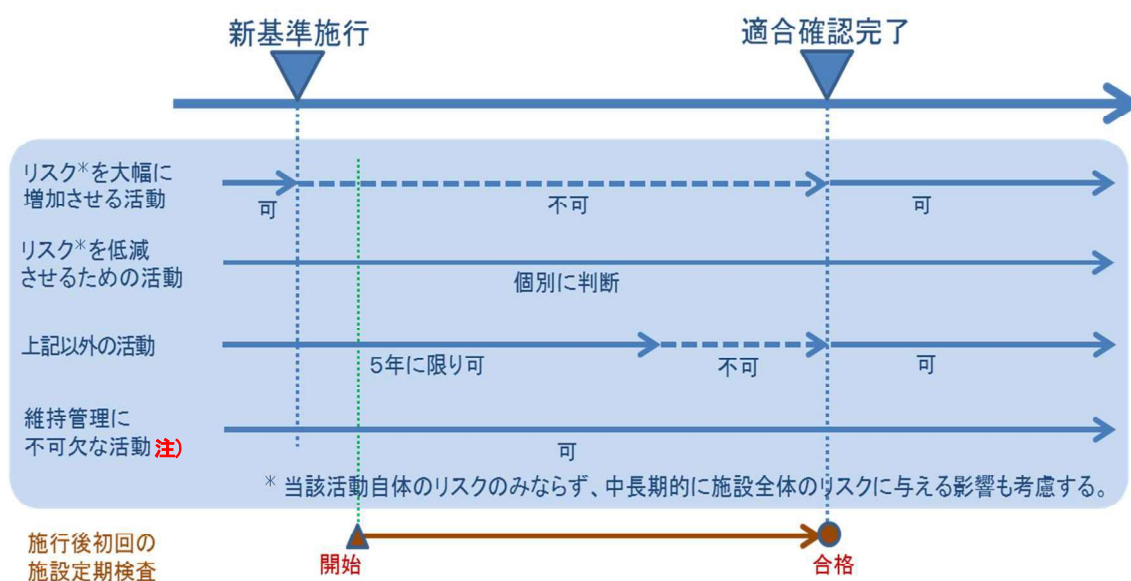 新基準施行
適合確認完了
リスク*を大幅に
増加させる活動
可
不可
可
リスク*を低減
させるための活動
個別に判断
上記以外の活動
5年に限り可
不可
可
維持管理に
不可欠な活動 注)
可
* 当該活動自体のリスクのみならず、中長期的に施設全体のリスクに与える影響も考慮する。
施行後初回の
施設定期検査
開始
合格